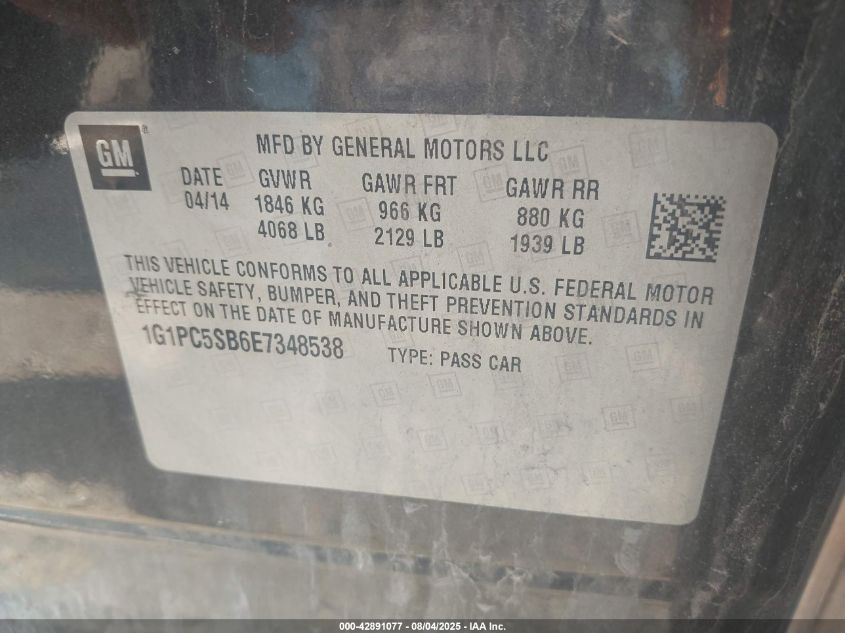 GM
MFD BY GENERAL MOTORS LLC
DATE GVWR GAWR FRT GAWR RR
04/14 1846 KG 966 KG 880 KG
4068 LB 2129 LB 1939 LB
THIS VEHICLE CONFORMS TO ALL APPLICABLE U.S. FEDERAL MOTOR
VEHICLE SAFETY, BUMPER, AND THEFT PREVENTION STANDARDS IN
EFFECT ON THE DATE OF MANUFACTURE SHOWN ABOVE.
1G1PC5SB6E7348538 TYPE: PASS CAR
000-42891077 - 08/04/2025 - IAA Inc.